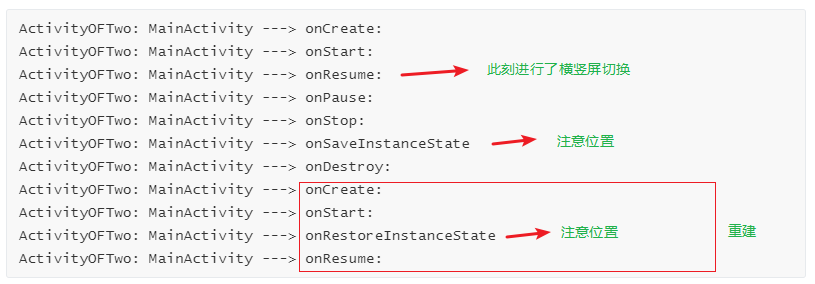 ActivityOFTwo: MainActivity ---> onCreate:
ActivityOFTwo: MainActivity ---> onStart:
ActivityOFTwo: MainActivity ---> onResume: 此刻进行了横竖屏切换
ActivityOFTwo: MainActivity ---> onPause:
ActivityOFTwo: MainActivity ---> onStop:
ActivityOFTwo: MainActivity ---> onSaveInstanceState 注意位置
ActivityOFTwo: MainActivity ---> onDestroy:
ActivityOFTwo: MainActivity ---> onCreate:
ActivityOFTwo: MainActivity ---> onStart:
ActivityOFTwo: MainActivity ---> onRestoreInstanceState 注意位置 重建
ActivityOFTwo: MainActivity ---> onResume: